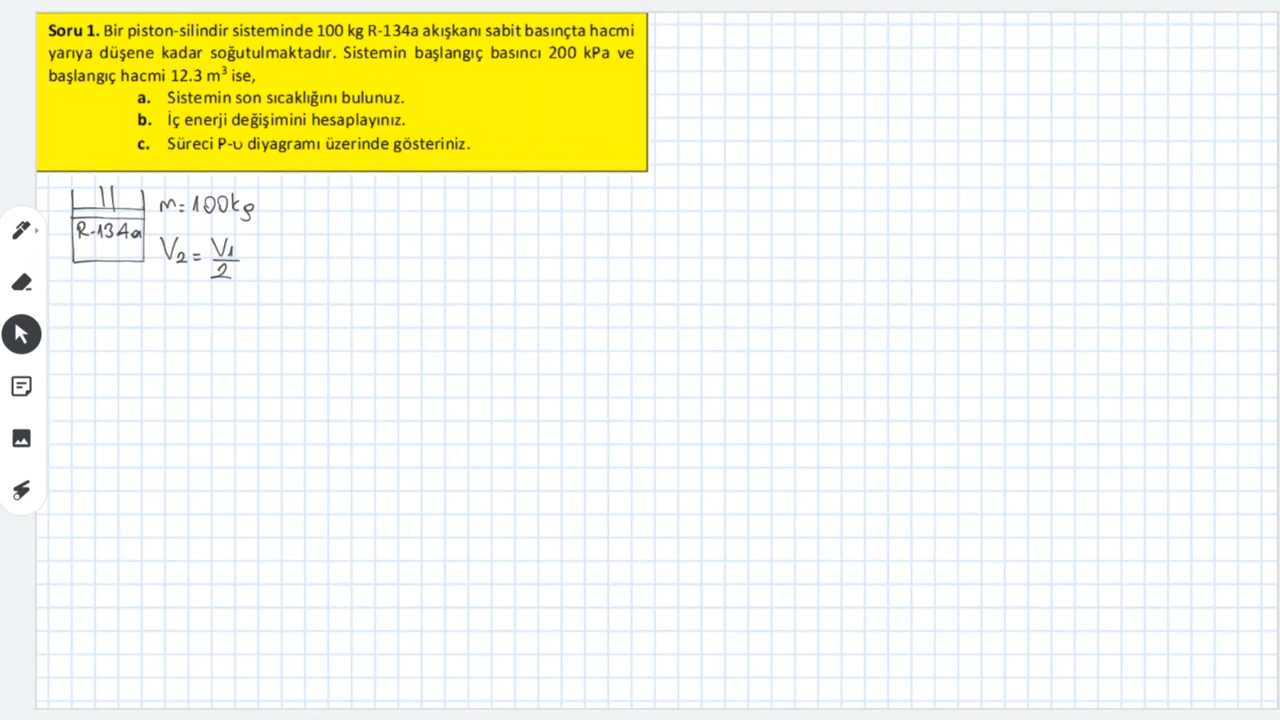 Soru 1. Bir piston-silindir sisteminde 100 kg R-134a akışkanı sabit basınçta hacmi
yarıya düşene kadar soğutulmaktadır. Sistemin başlangıç basıncı 200 kPa ve
başlangıç hacmi 12.3 m³ ise,
a. Sistemin son sıcaklığını bulunuz.
b. İç enerji değişimini hesaplayınız.
c. Süreci P-υ diyagramı üzerinde gösteriniz.
m = 100kg
R-134a
V₂ = V₁/2